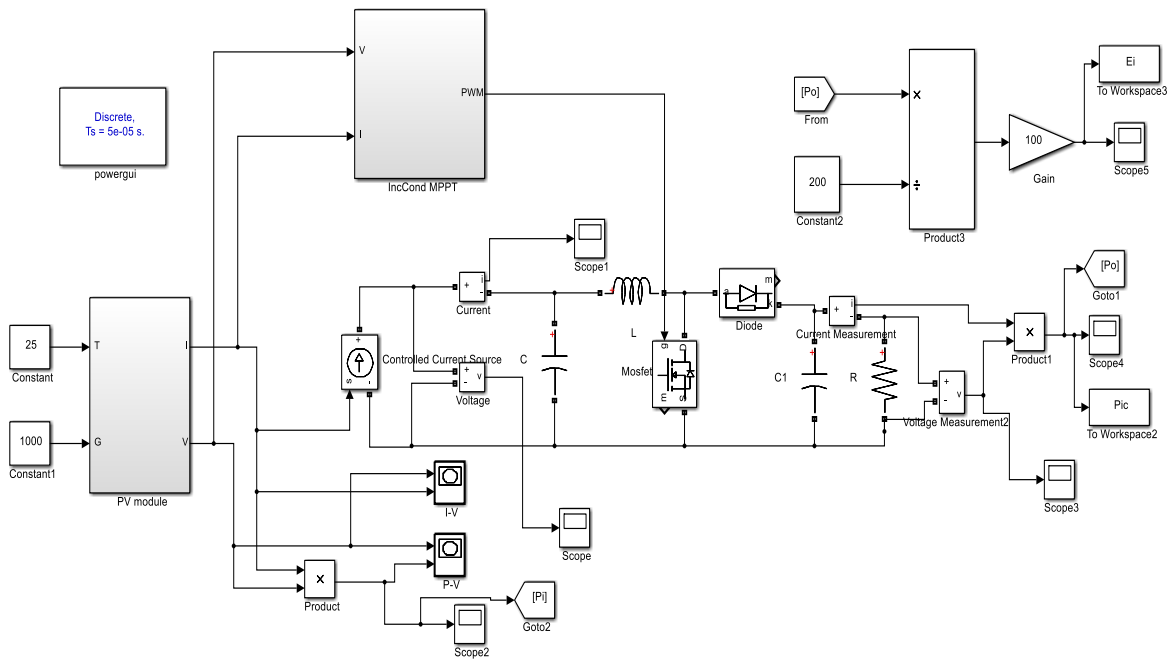 V
I
PWM
IncCond MPPT
Discrete,
Ts = 5e-05 s.
powergui
[Po]
From
200
Constant2
×
÷
Product3
100
Gain
Ei
To Workspace3
Scope5
Scope1
i
+
-
Current
+
L
a
m
k
Diode
+
i
-
Current Measurement
[Po]
Goto1
×
Product1
Scope4
Pic
To Workspace2
25
Constant
1000
Constant1
T
G
I
V
PV module
+
s
-
Controlled Current Source
+
-
v
Voltage
+
C
Mosfet
g
D
m
S
+
C1
+
R
+
-
v
Voltage Measurement2
Scope3
I-V
P-V
Scope
×
Product
Scope2
[Pi]
Goto2